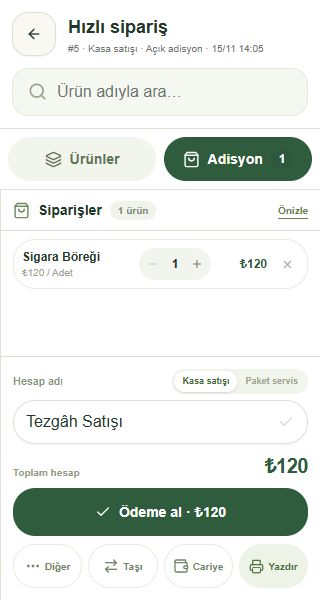 Hızlı sipariş
#5 · Kasa satışı · Açık adisyon · 15/11 14:05
Ürün adıyla ara...
Ürünler
Adisyon 1
Siparişler 1 ürün Önizle
Sigara Böreği
₺120 / Adet
− 1 + ₺120 ×
Hesap adı Kasa satışı Paket servis
Tezgâh Satışı
Toplam hesap ₺120
Ödeme al · ₺120
Diğer Taşı Cariye Yazdır